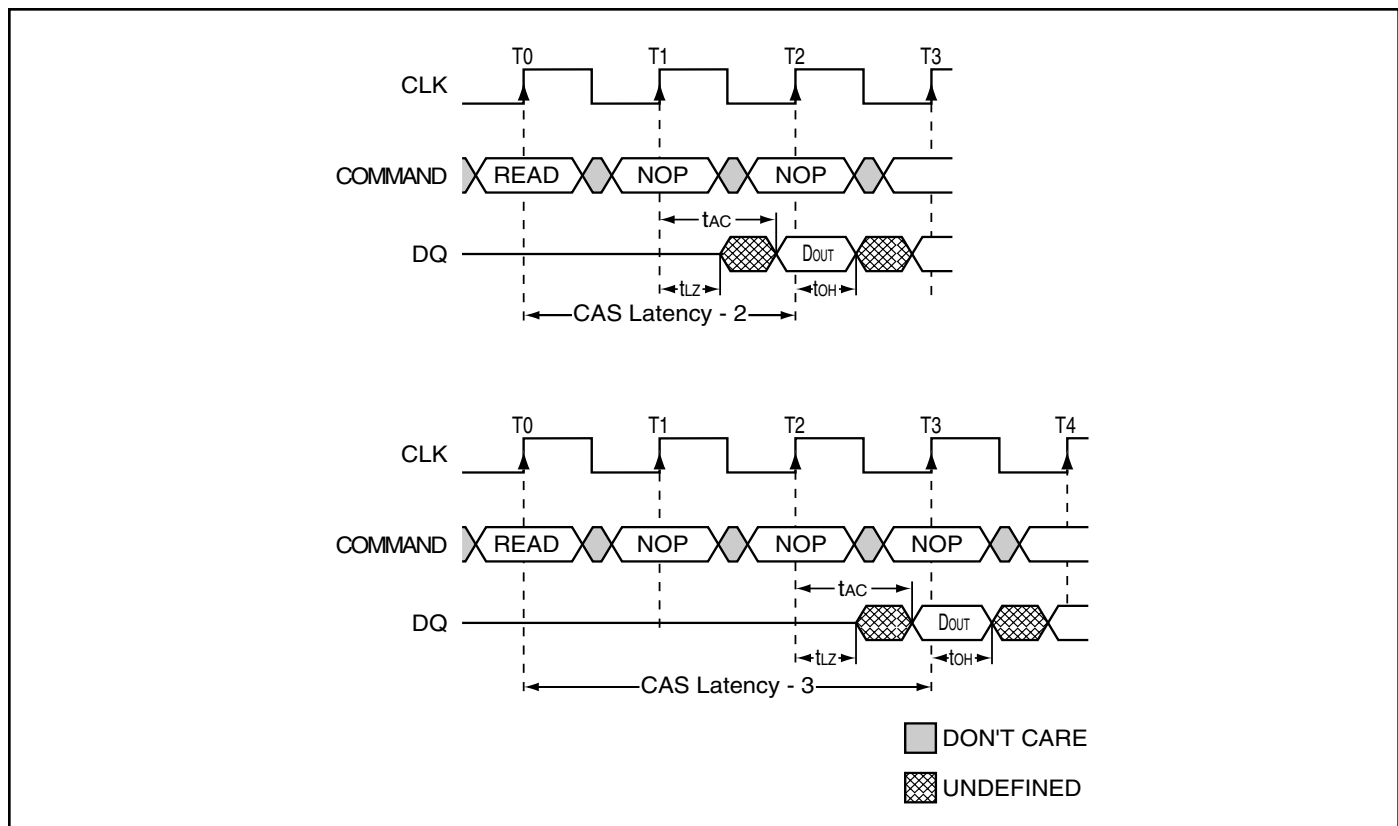 T0 T1 T2 T3
CLK
COMMAND READ NOP NOP
tAC
DQ DOUT
tLZ tOH
CAS Latency - 2
T0 T1 T2 T3 T4
CLK
COMMAND READ NOP NOP NOP
tAC
DQ DOUT
tLZ tOH
CAS Latency - 3
DON'T CARE
UNDEFINED